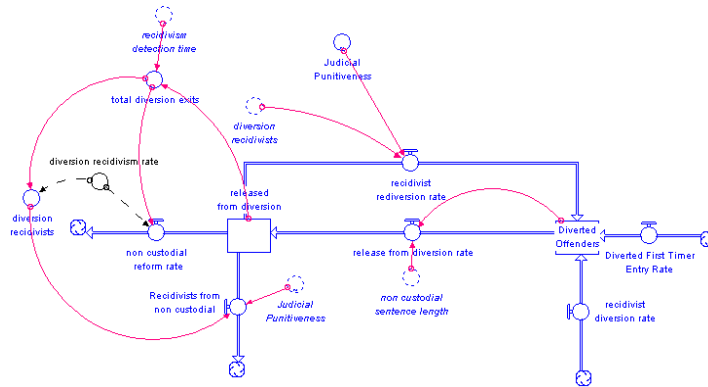 recidivism
detection time
Judicial
Punitiveness
total diversion exits
diversion
recidivists
diversion recidivism rate
released
from diversion
recidivist
rediversion rate
diversion
recidivists
non custodial
reform rate
release from diversion rate
Diverted
Offenders
Diverted First Timer
Entry Rate
Recidivists from
non custodial
Judicial
Punitiveness
non custodial
sentence length
recidivist
diversion rate